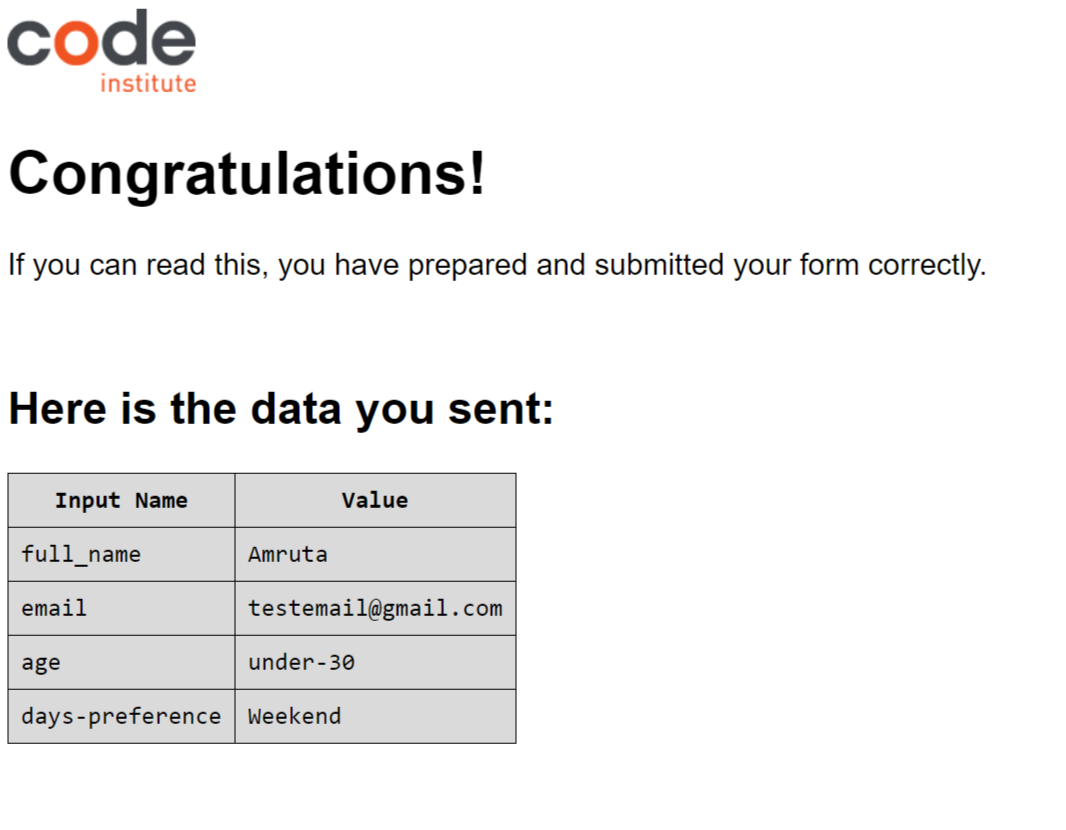 code
institute
Congratulations!
If you can read this, you have prepared and submitted your form correctly.
Here is the data you sent:
Input Name Value
full_name Amruta
email testemail@gmail.com
age under-30
days-preference Weekend